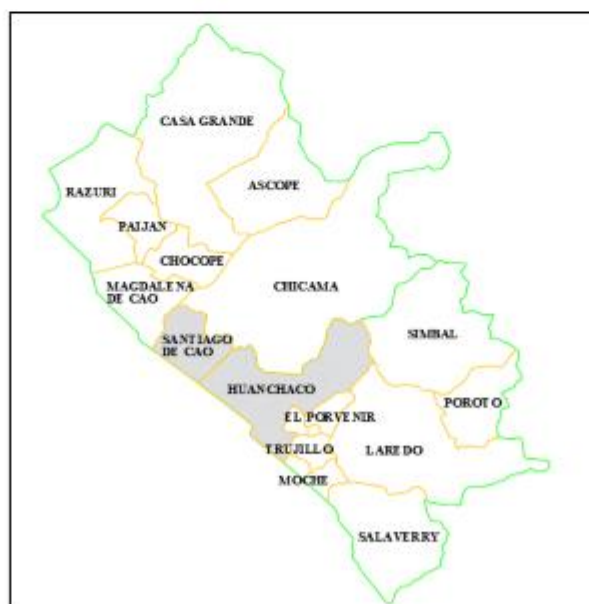 CASA GRANDE
RAZURI
ASCOPE
PAIJAN
CHOCOPE
MAGDALENA
DE CAO
CHICAMA
SANTIAGO
DE CAO
SIMBAL
HUANCHACO
POROTO
EL PORVENIR
TRUJILLO
LAREDO
MOCHE
SALAVERRY